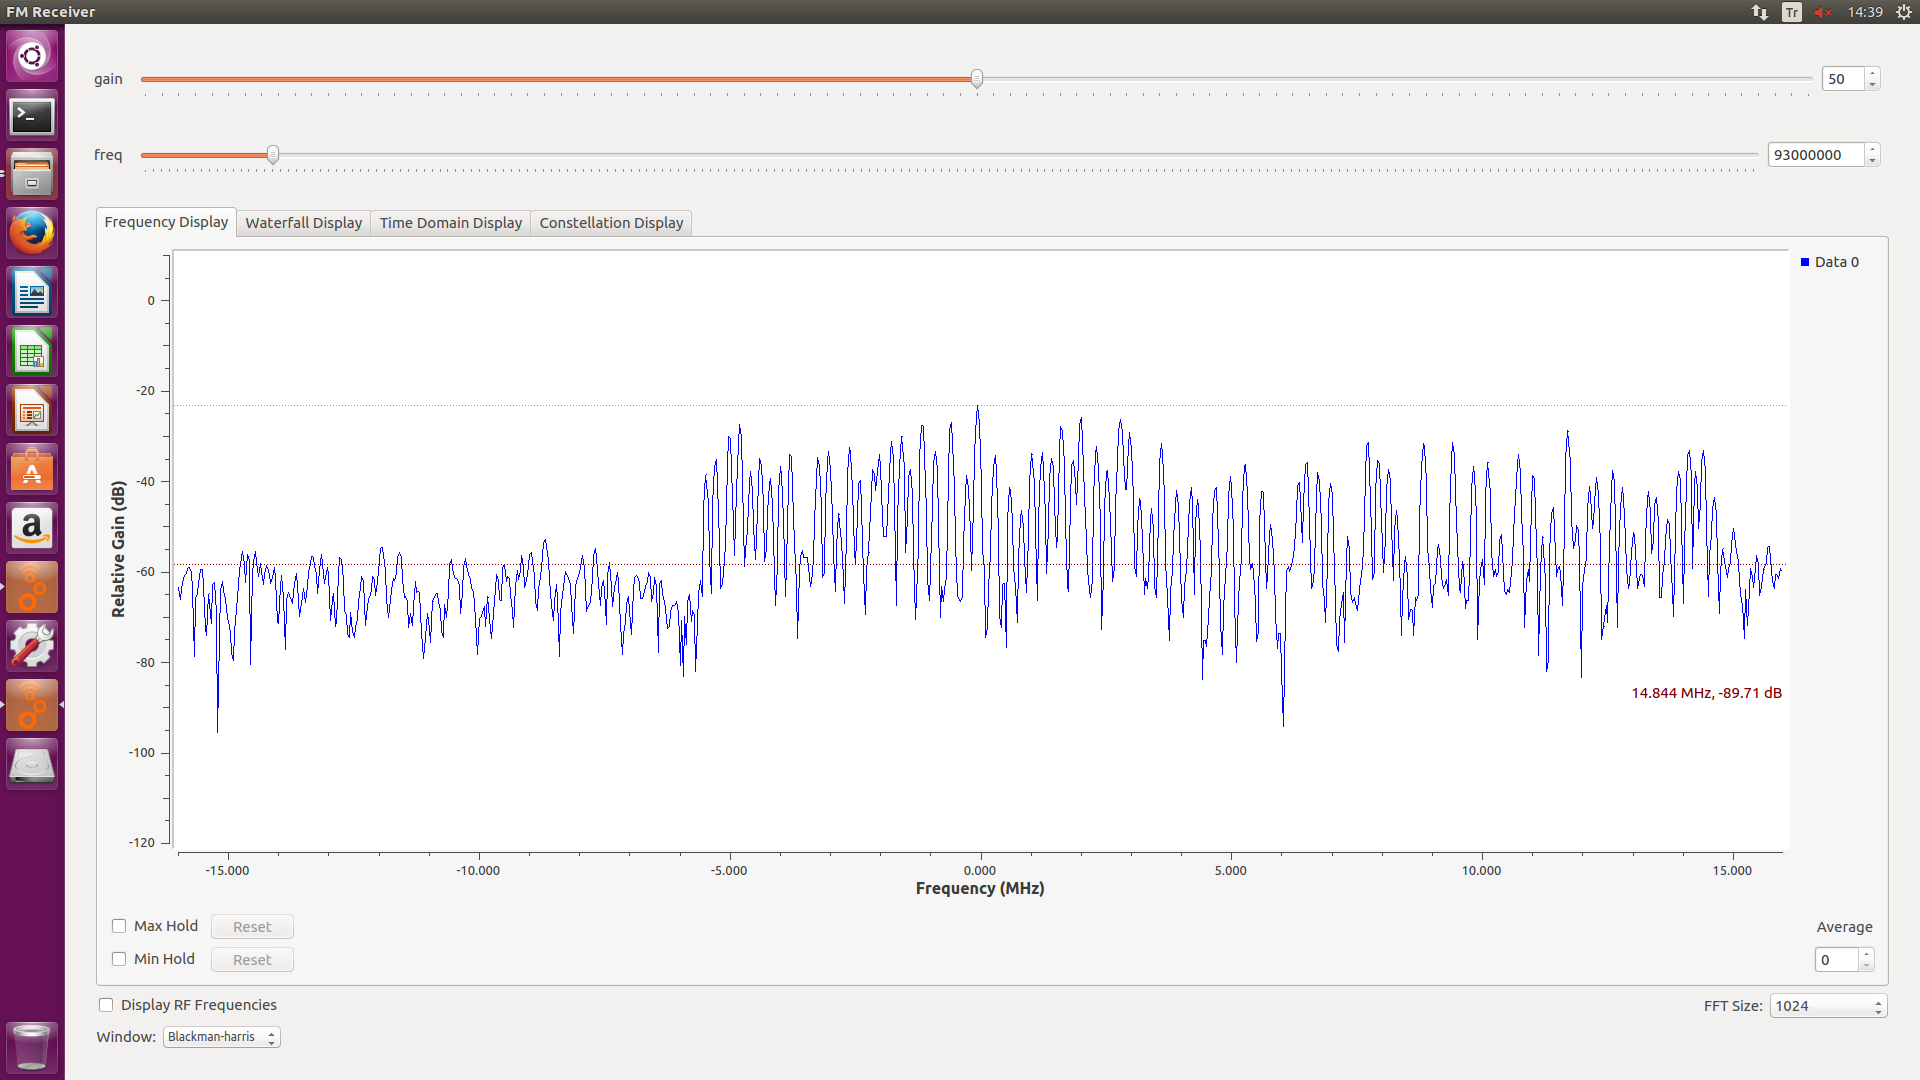 FM Receiver
Tr
14:39
gain
50
freq
93000000
Frequency Display
Waterfall Display
Time Domain Display
Constellation Display
Data 0
0
-20
-40
-60
-80
-100
-120
Relative Gain (dB)
14.844 MHz, -89.71 dB
-15.000
-10.000
-5.000
0.000
5.000
10.000
15.000
Frequency (MHz)
Max Hold
Reset
Average
Min Hold
Reset
0
Display RF Frequencies
FFT Size:
1024
Window:
Blackman-harris